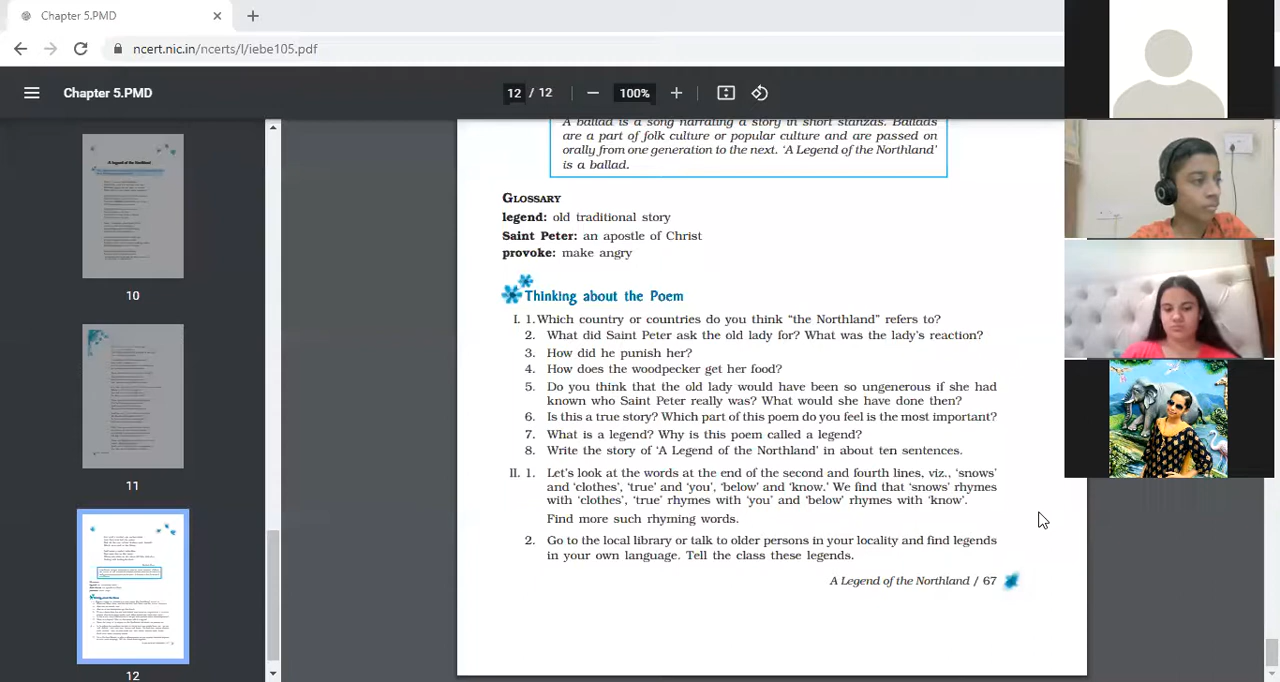 Chapter 5.PMD
ncert.nic.in/ncerts/l/iebe105.pdf
Chapter 5.PMD
12 / 12
100%
10
11
12
A ballad is a song narrating a story in short stanzas. Ballads
are a part of folk culture or popular culture and are passed on
orally from one generation to the next. ‘A Legend of the Northland’
is a ballad.
GLOSSARY
legend: old traditional story
Saint Peter: an apostle of Christ
provoke: make angry
Thinking about the Poem
I. 1. Which country or countries do you think “the Northland” refers to?
2. What did Saint Peter ask the old lady for? What was the lady’s reaction?
3. How did he punish her?
4. How does the woodpecker get her food?
5. Do you think that the old lady would have been so ungenerous if she had
known who Saint Peter really was? What would she have done then?
6. Is this a true story? Which part of this poem do you feel is the most important?
7. What is a legend? Why is this poem called a legend?
8. Write the story of ‘A Legend of the Northland’ in about ten sentences.
II. 1. Let’s look at the words at the end of the second and fourth lines, viz., ‘snows’
and ‘clothes’, ‘true’ and ‘you’, ‘below’ and ‘know.’ We find that ‘snows’ rhymes
with ‘clothes’, ‘true’ rhymes with ‘you’ and ‘below’ rhymes with ‘know’.
Find more such rhyming words.
2. Go to the local library or talk to older persons in your locality and find legends
in your own language. Tell the class these legends.
A Legend of the Northland / 67